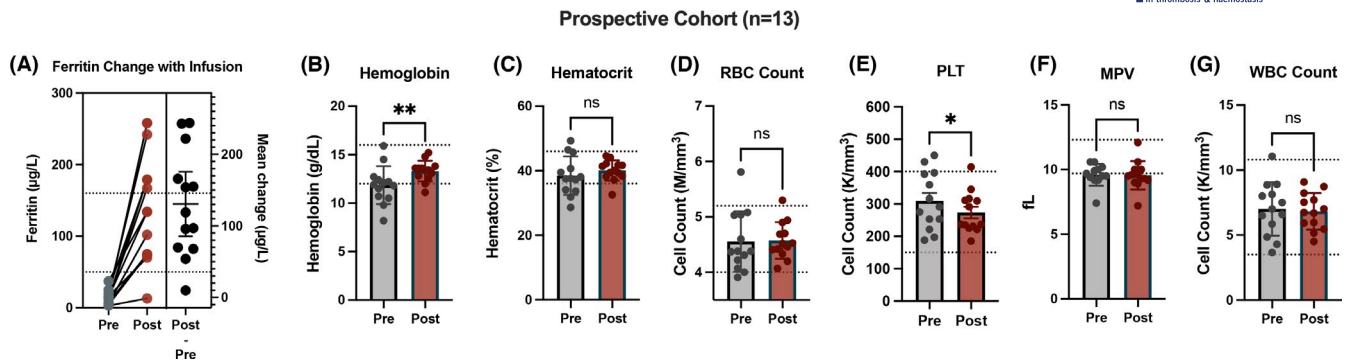 in thrombosis & haemostasis
Prospective Cohort (n=13)
(A) Ferritin Change with Infusion
Ferritin (µg/L)
300
200
100
0
200
100
0
Mean change (µg/L)
Pre Post Post
-
Pre
(B) Hemoglobin
Hemoglobin (g/dL)
20
15
10
5
0
**
Pre Post
(C) Hematocrit
Hematocrit (%)
60
40
20
0
ns
Pre Post
(D) RBC Count
Cell Count (M/mm³)
7
6
5
4
ns
Pre Post
(E) PLT
Cell Count (K/mm³)
600
500
400
300
200
100
0
*
Pre Post
(F) MPV
fL
15
10
5
0
ns
Pre Post
(G) WBC Count
Cell Count (K/mm³)
15
10
5
0
ns
Pre Post